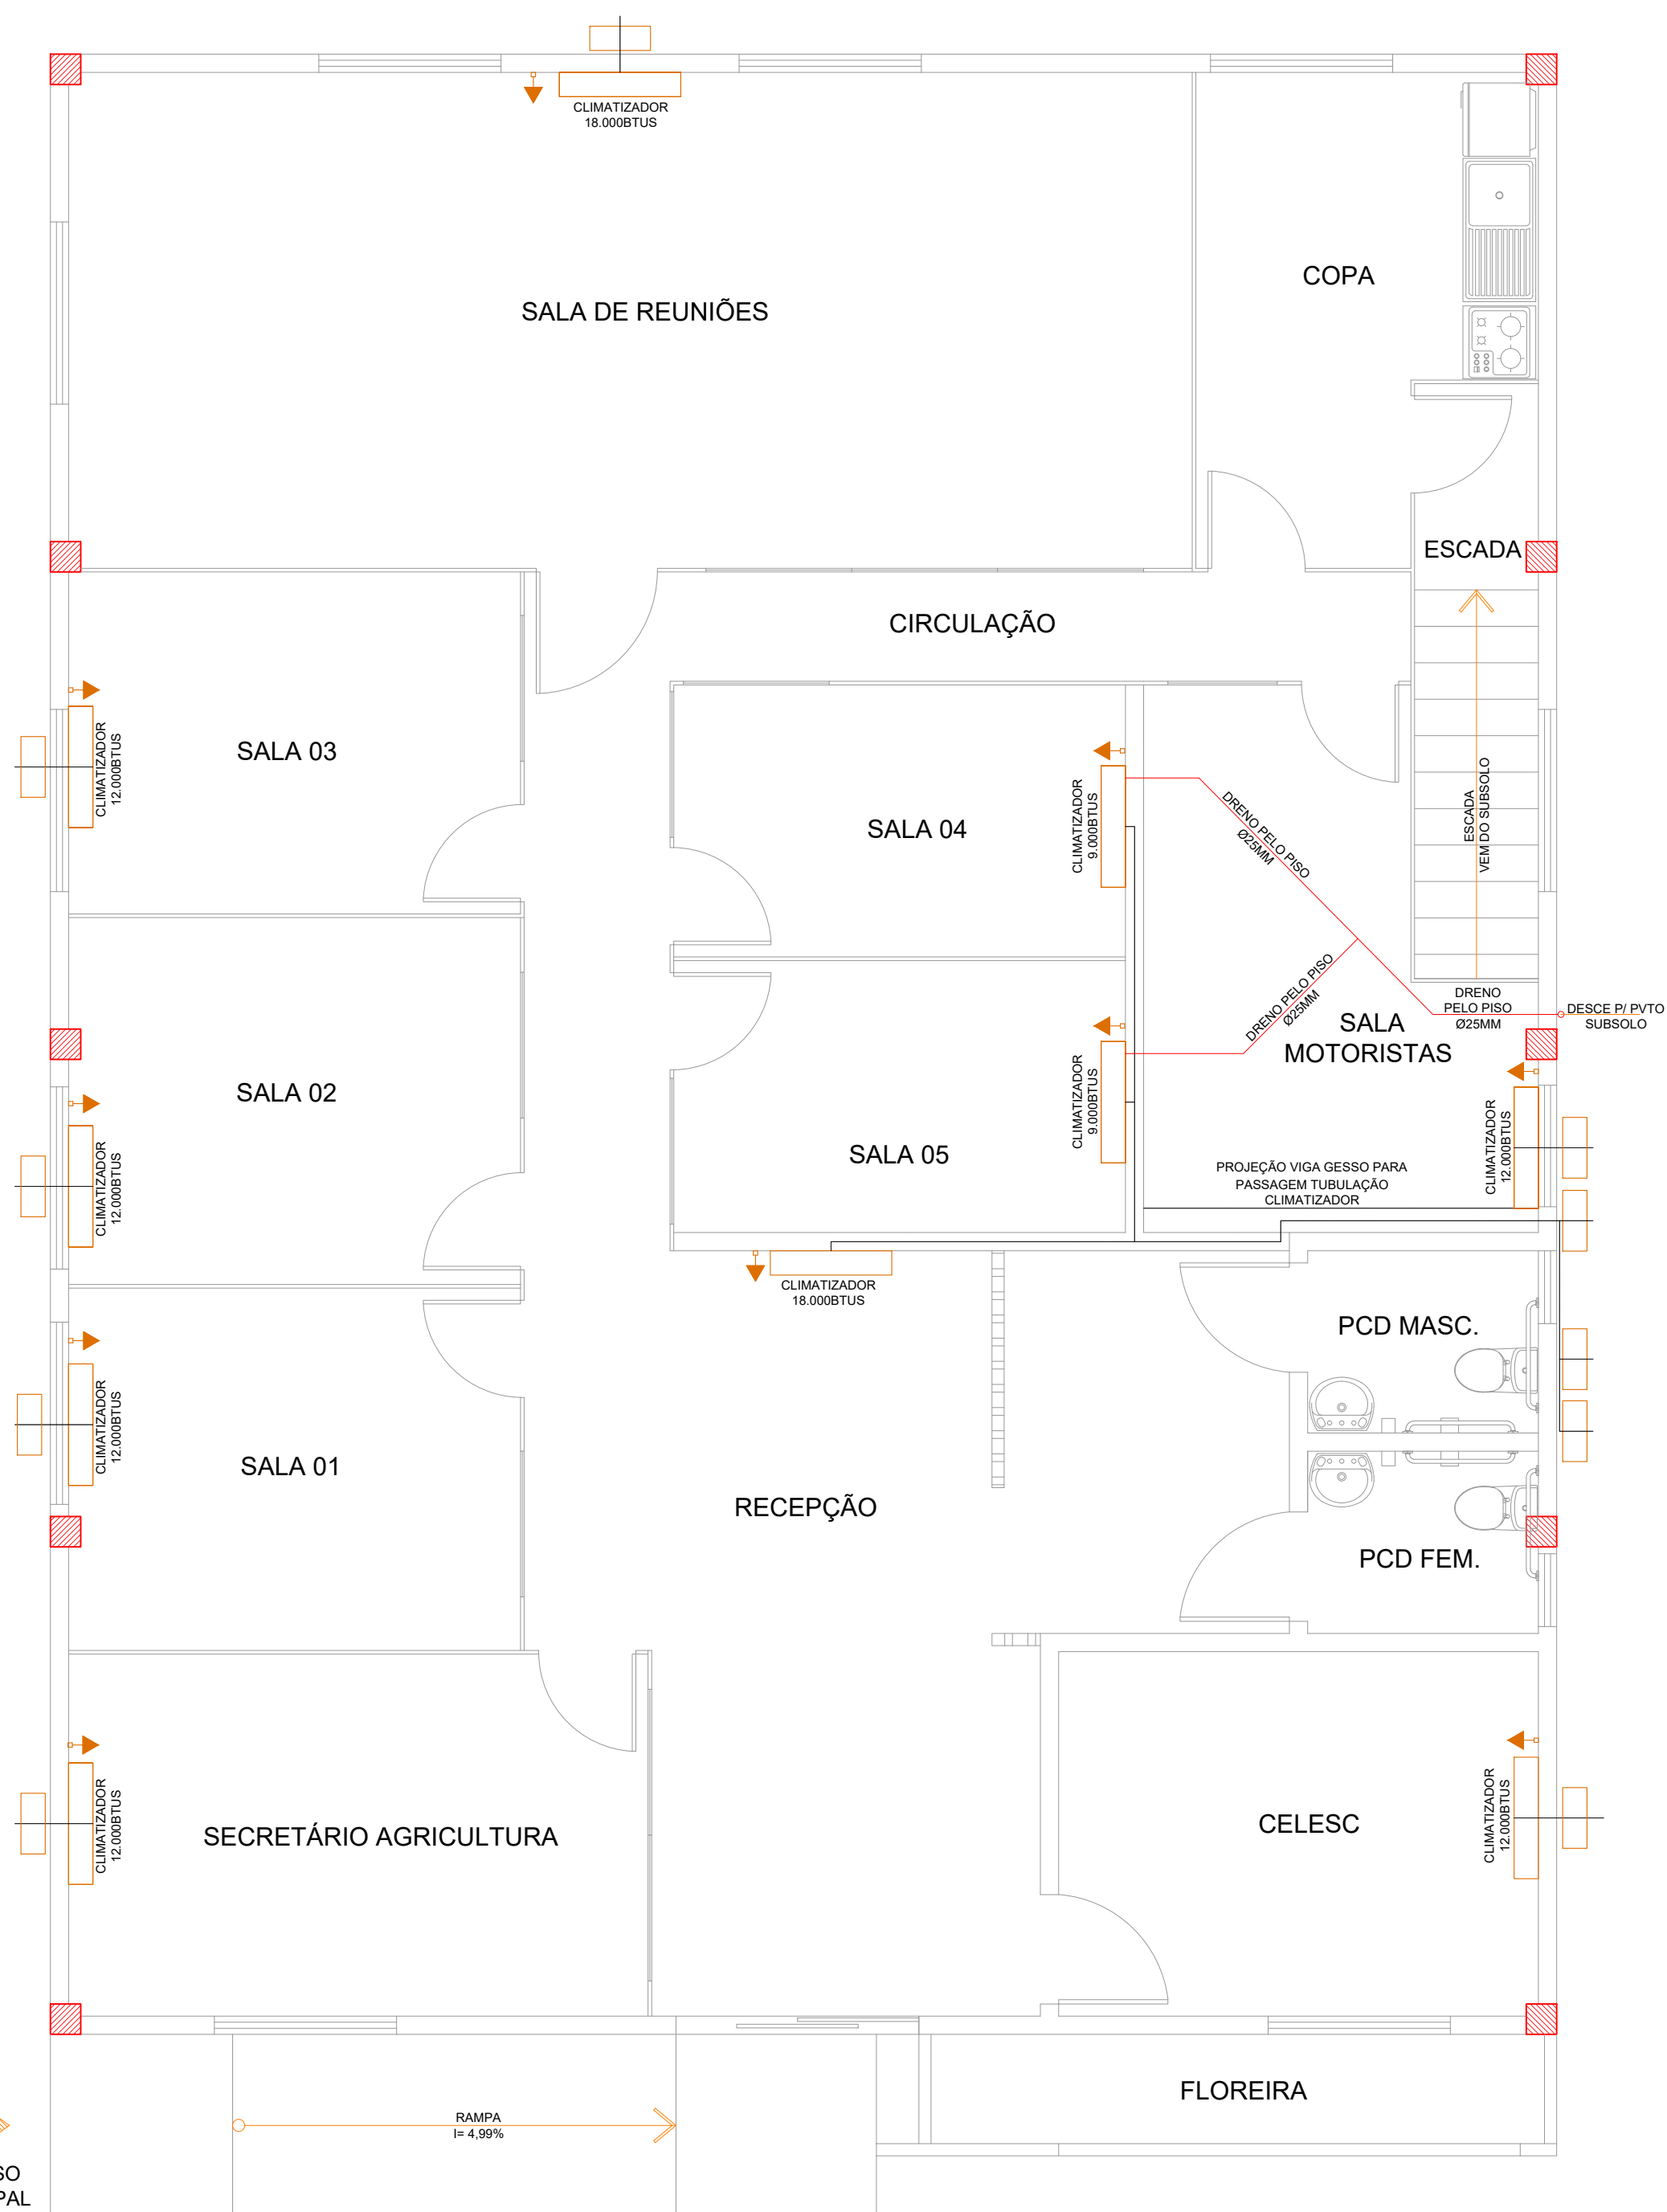 CLIMATIZADOR
18.000BTUS
SALA DE REUNIÕES
COPA
ESCADA
CIRCULAÇÃO
SALA 03
CLIMATIZADOR
12.000BTUS
SALA 04
CLIMATIZADOR
9.000BTUS
DRENO PELO PISO
Ø25MM
ESCADA
VEM DO SUBSOLO
DRENO PELO PISO
Ø25MM
DRENO
PELO PISO
Ø25MM
DESCE P/ PVTO
SUBSOLO
SALA
MOTORISTAS
SALA 02
CLIMATIZADOR
12.000BTUS
SALA 05
CLIMATIZADOR
9.000BTUS
CLIMATIZADOR
12.000BTUS
PROJEÇÃO VIGA GESSO PARA
PASSAGEM TUBULAÇÃO
CLIMATIZADOR
CLIMATIZADOR
18.000BTUS
PCD MASC.
SALA 01
CLIMATIZADOR
12.000BTUS
RECEPÇÃO
PCD FEM.
CLIMATIZADOR
12.000BTUS
SECRETÁRIO AGRICULTURA
CELESC
CLIMATIZADOR
12.000BTUS
FLOREIRA
RAMPA
I= 4,99%
SO
PAL